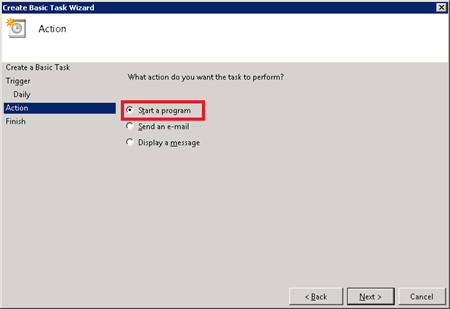 Create Basic Task Wizard
Action
Create a Basic Task
Trigger
Daily
Action
Finish
What action do you want the task to perform?
Start a program
Send an e-mail
Display a message
< Back
Next >
Cancel